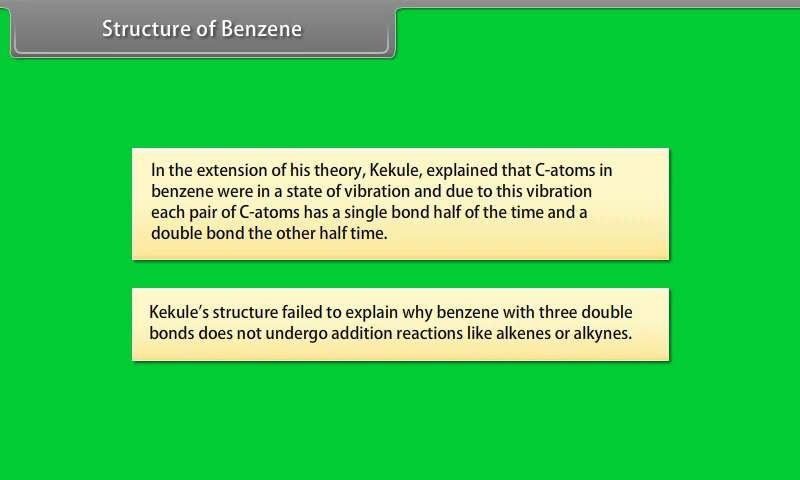 Structure of Benzene
In the extension of his theory, Kekule, explained that C-atoms in
benzene were in a state of vibration and due to this vibration
each pair of C-atoms has a single bond half of the time and a
double bond the other half time.
Kekule’s structure failed to explain why benzene with three double
bonds does not undergo addition reactions like alkenes or alkynes.